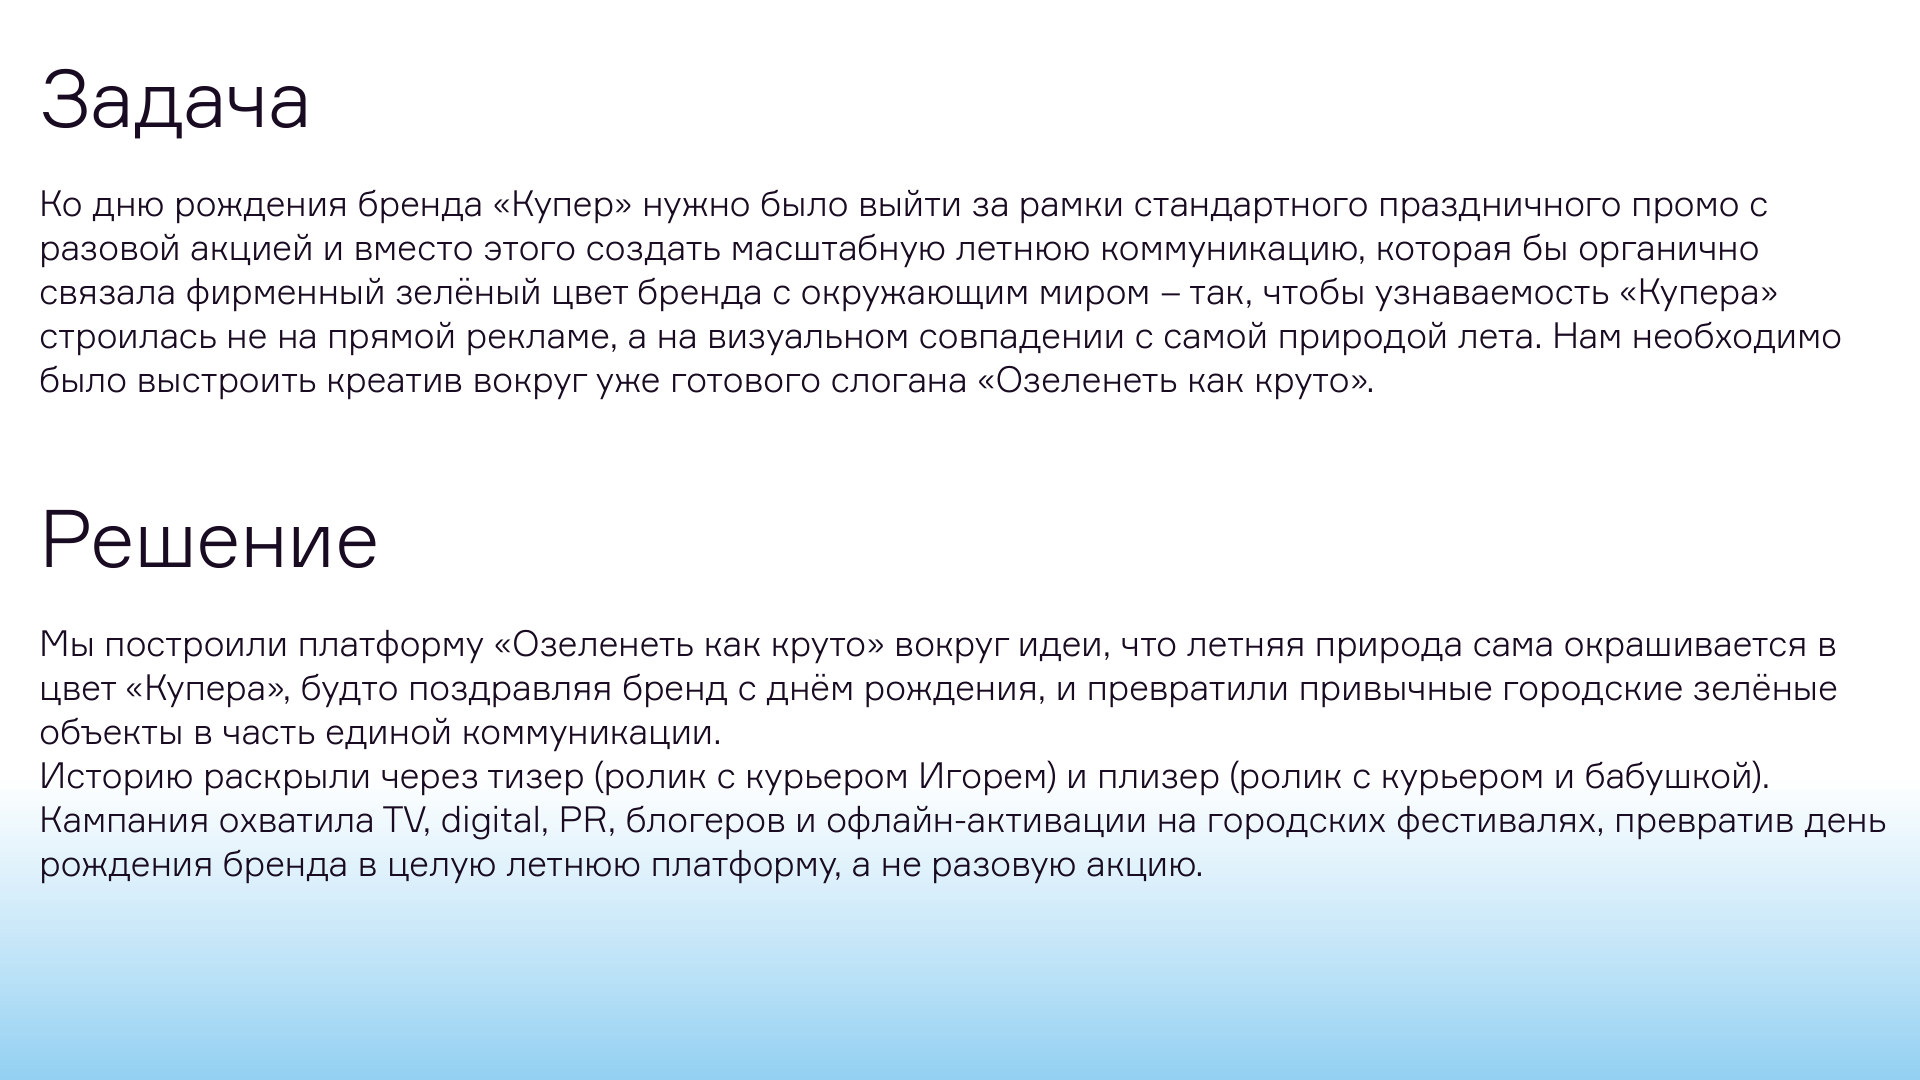 Задача
Ко дню рождения бренда «Купер» нужно было выйти за рамки стандартного праздничного промо с
разовой акцией и вместо этого создать масштабную летнюю коммуникацию, которая бы органично
связала фирменный зелёный цвет бренда с окружающим миром – так, чтобы узнаваемость «Купера»
строилась не на прямой рекламе, а на визуальном совпадении с самой природой лета. Нам необходимо
было выстроить креатив вокруг уже готового слогана «Озеленеть как круто».
Решение
Мы построили платформу «Озеленеть как круто» вокруг идеи, что летняя природа сама окрашивается в
цвет «Купера», будто поздравляя бренд с днём рождения, и превратили привычные городские зелёные
объекты в часть единой коммуникации.
Историю раскрыли через тизер (ролик с курьером Игорем) и плизер (ролик с курьером и бабушкой).
Кампания охватила TV, digital, PR, блогеров и офлайн-активации на городских фестивалях, превратив день
рождения бренда в целую летнюю платформу, а не разовую акцию.